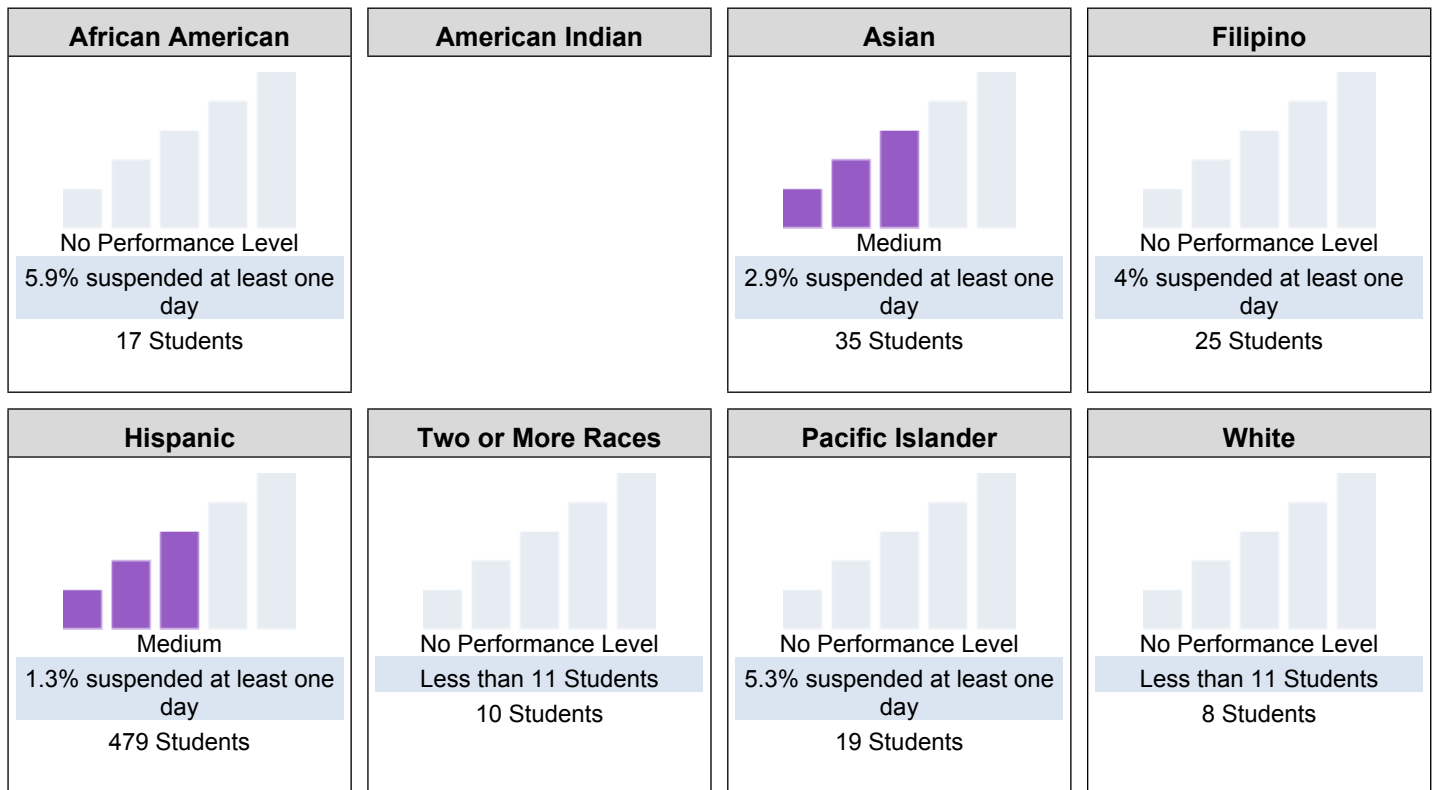 African American
No Performance Level
5.9% suspended at least one
day
17 Students
American Indian
Asian
Medium
2.9% suspended at least one
day
35 Students
Filipino
No Performance Level
4% suspended at least one
day
25 Students
Hispanic
Medium
1.3% suspended at least one
day
479 Students
Two or More Races
No Performance Level
Less than 11 Students
10 Students
Pacific Islander
No Performance Level
5.3% suspended at least one
day
19 Students
White
No Performance Level
Less than 11 Students
8 Students